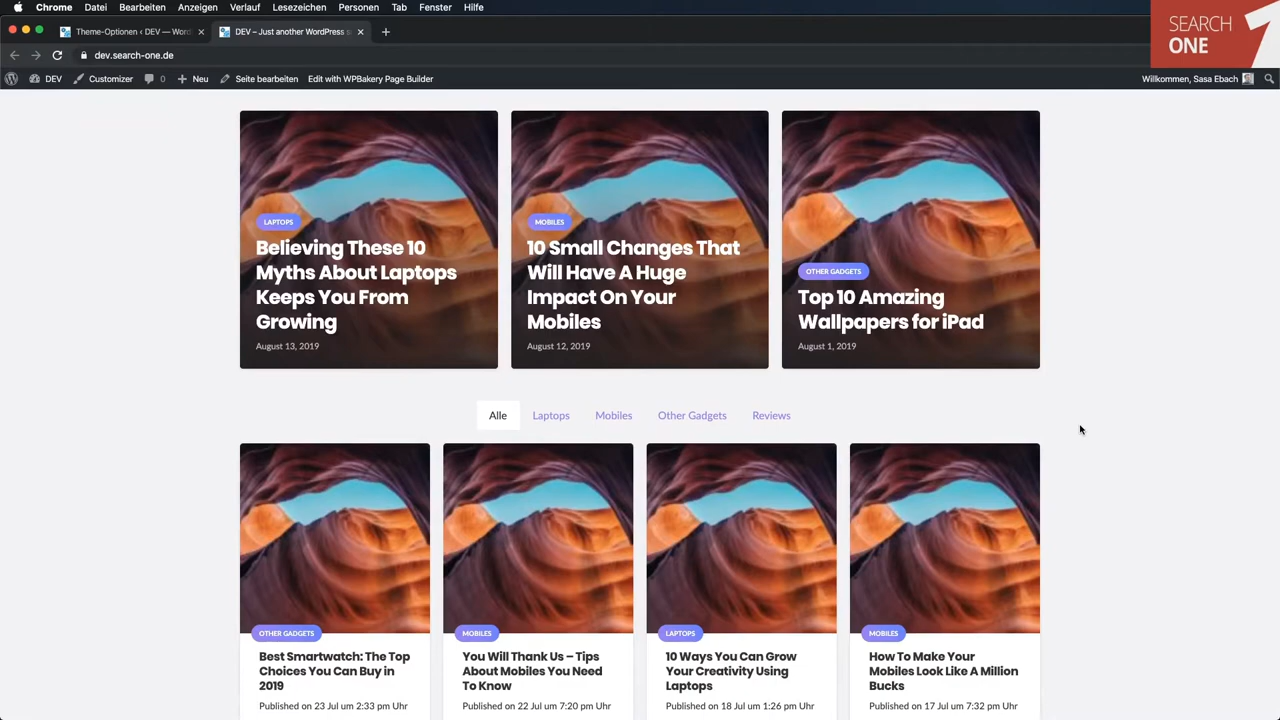 Chrome Datei Bearbeiten Anzeigen Verlauf Lesezeichen Personen Tab Fenster Hilfe
Theme-Optionen ‹ DEV — Word
DEV – Just another WordPress s
SEARCH
ONE
dev.search-one.de
DEV Customizer 0 Neu Seite bearbeiten Edit with WPBakery Page Builder
Willkommen, Sasa Ebach
LAPTOPS
Believing These 10
Myths About Laptops
Keeps You From
Growing
August 13, 2019
MOBILES
10 Small Changes That
Will Have A Huge
Impact On Your
Mobiles
August 12, 2019
OTHER GADGETS
Top 10 Amazing
Wallpapers for iPad
August 1, 2019
Alle Laptops Mobiles Other Gadgets Reviews
OTHER GADGETS
Best Smartwatch: The Top
Choices You Can Buy in
2019
Published on 23 Jul um 2:33 pm Uhr
MOBILES
You Will Thank Us – Tips
About Mobiles You Need
To Know
Published on 22 Jul um 7:20 pm Uhr
LAPTOPS
10 Ways You Can Grow
Your Creativity Using
Laptops
Published on 18 Jul um 1:26 pm Uhr
MOBILES
How To Make Your
Mobiles Look Like A Million
Bucks
Published on 17 Jul um 7:32 pm Uhr